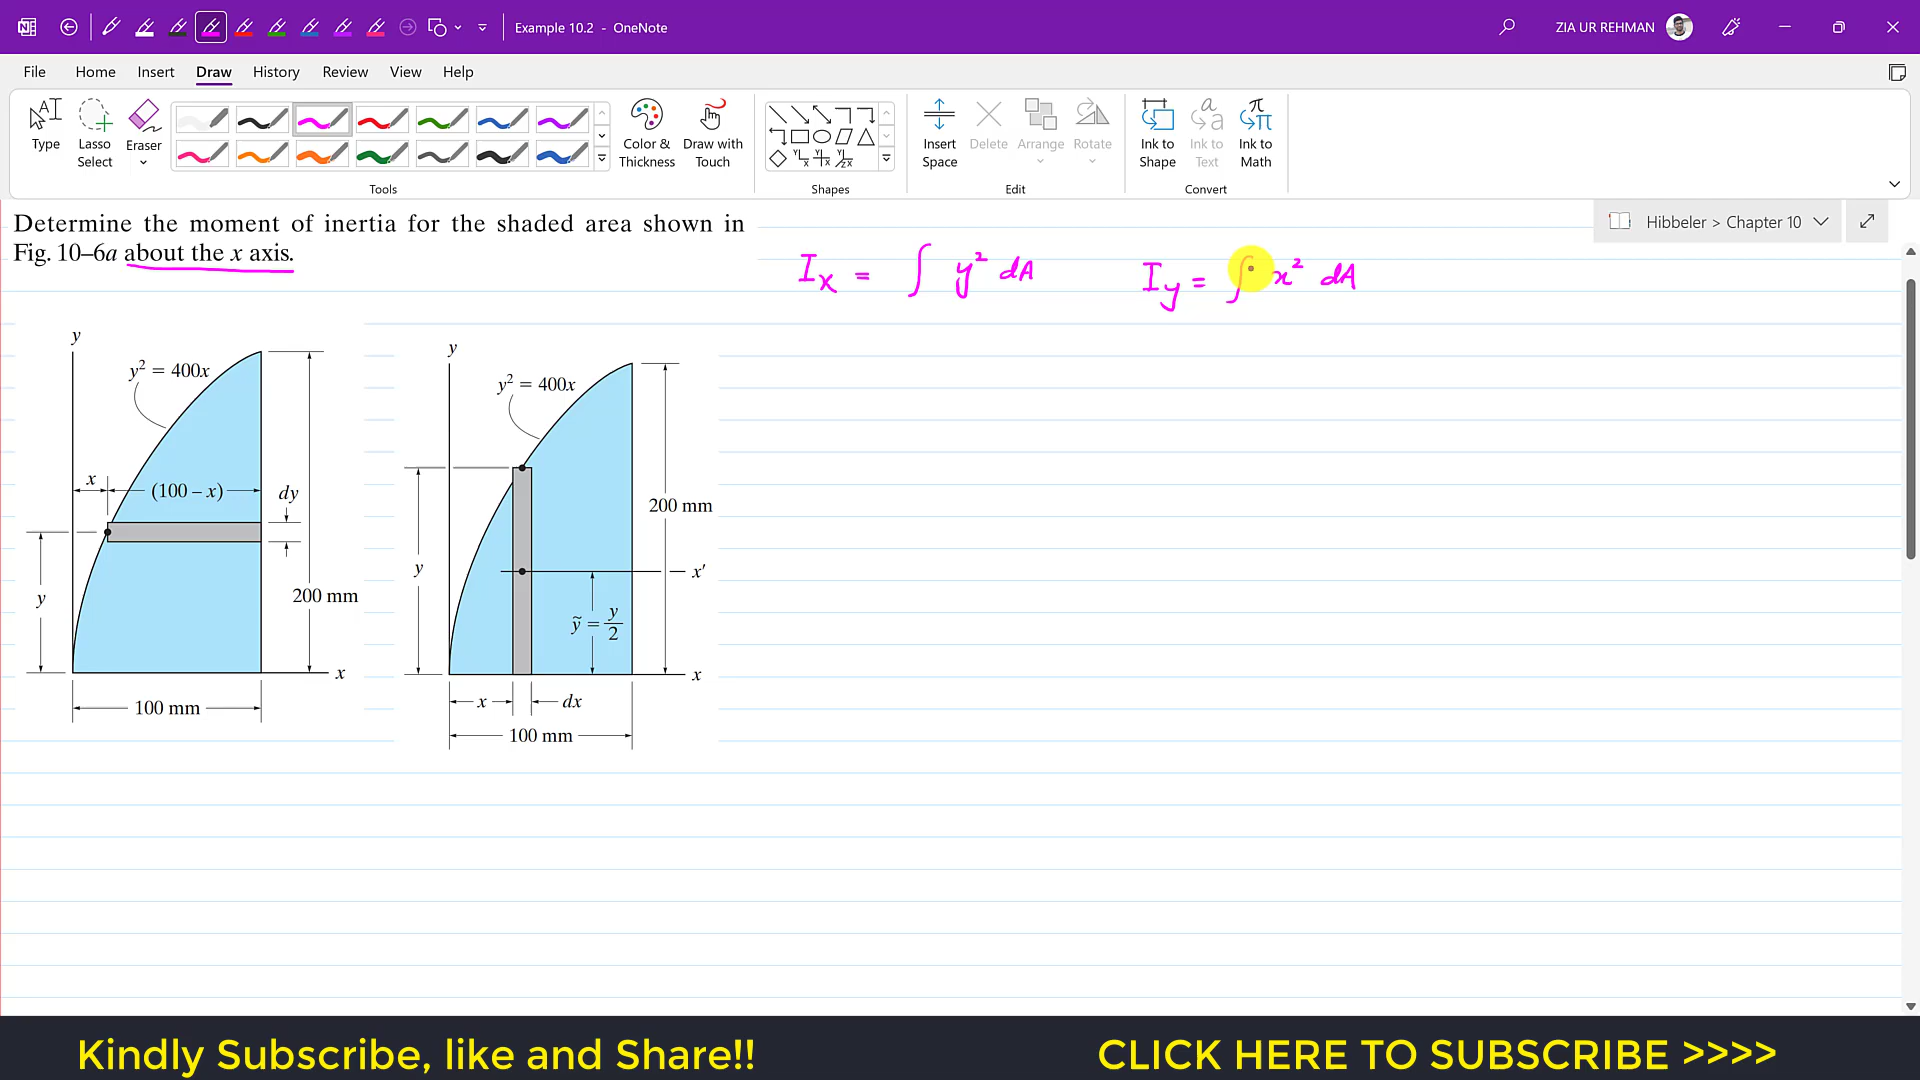 Example 10.2 - OneNote
ZIA UR REHMAN
File Home Insert Draw History Review View Help
Type
Lasso Select
Eraser
Color & Thickness
Draw with Touch
Insert Space
Delete
Arrange
Rotate
Ink to Shape
Ink to Text
Ink to Math
Tools
Shapes
Edit
Convert
Hibbeler > Chapter 10
Determine the moment of inertia for the shaded area shown in
Fig. 10–6a about the x axis.
Ix = ∫ y² dA
Iy = ∫ x² dA
y
y² = 400x
x
(100 – x)
dy
y
200 mm
x
100 mm
y
y² = 400x
200 mm
y
x′
ỹ = y/2
x
x
dx
100 mm
Kindly Subscribe, like and Share!!
CLICK HERE TO SUBSCRIBE >>>>